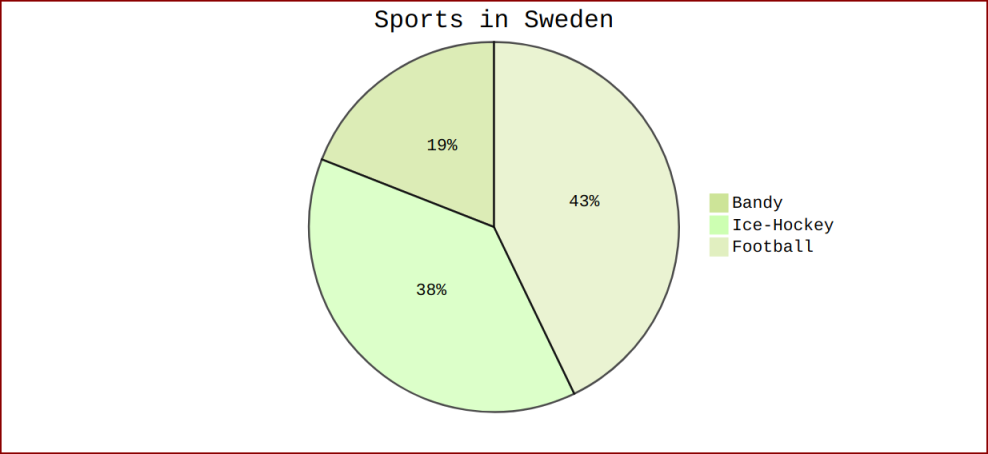 Sports in Sweden
19%
43%
38%
Bandy
Ice-Hockey
Football